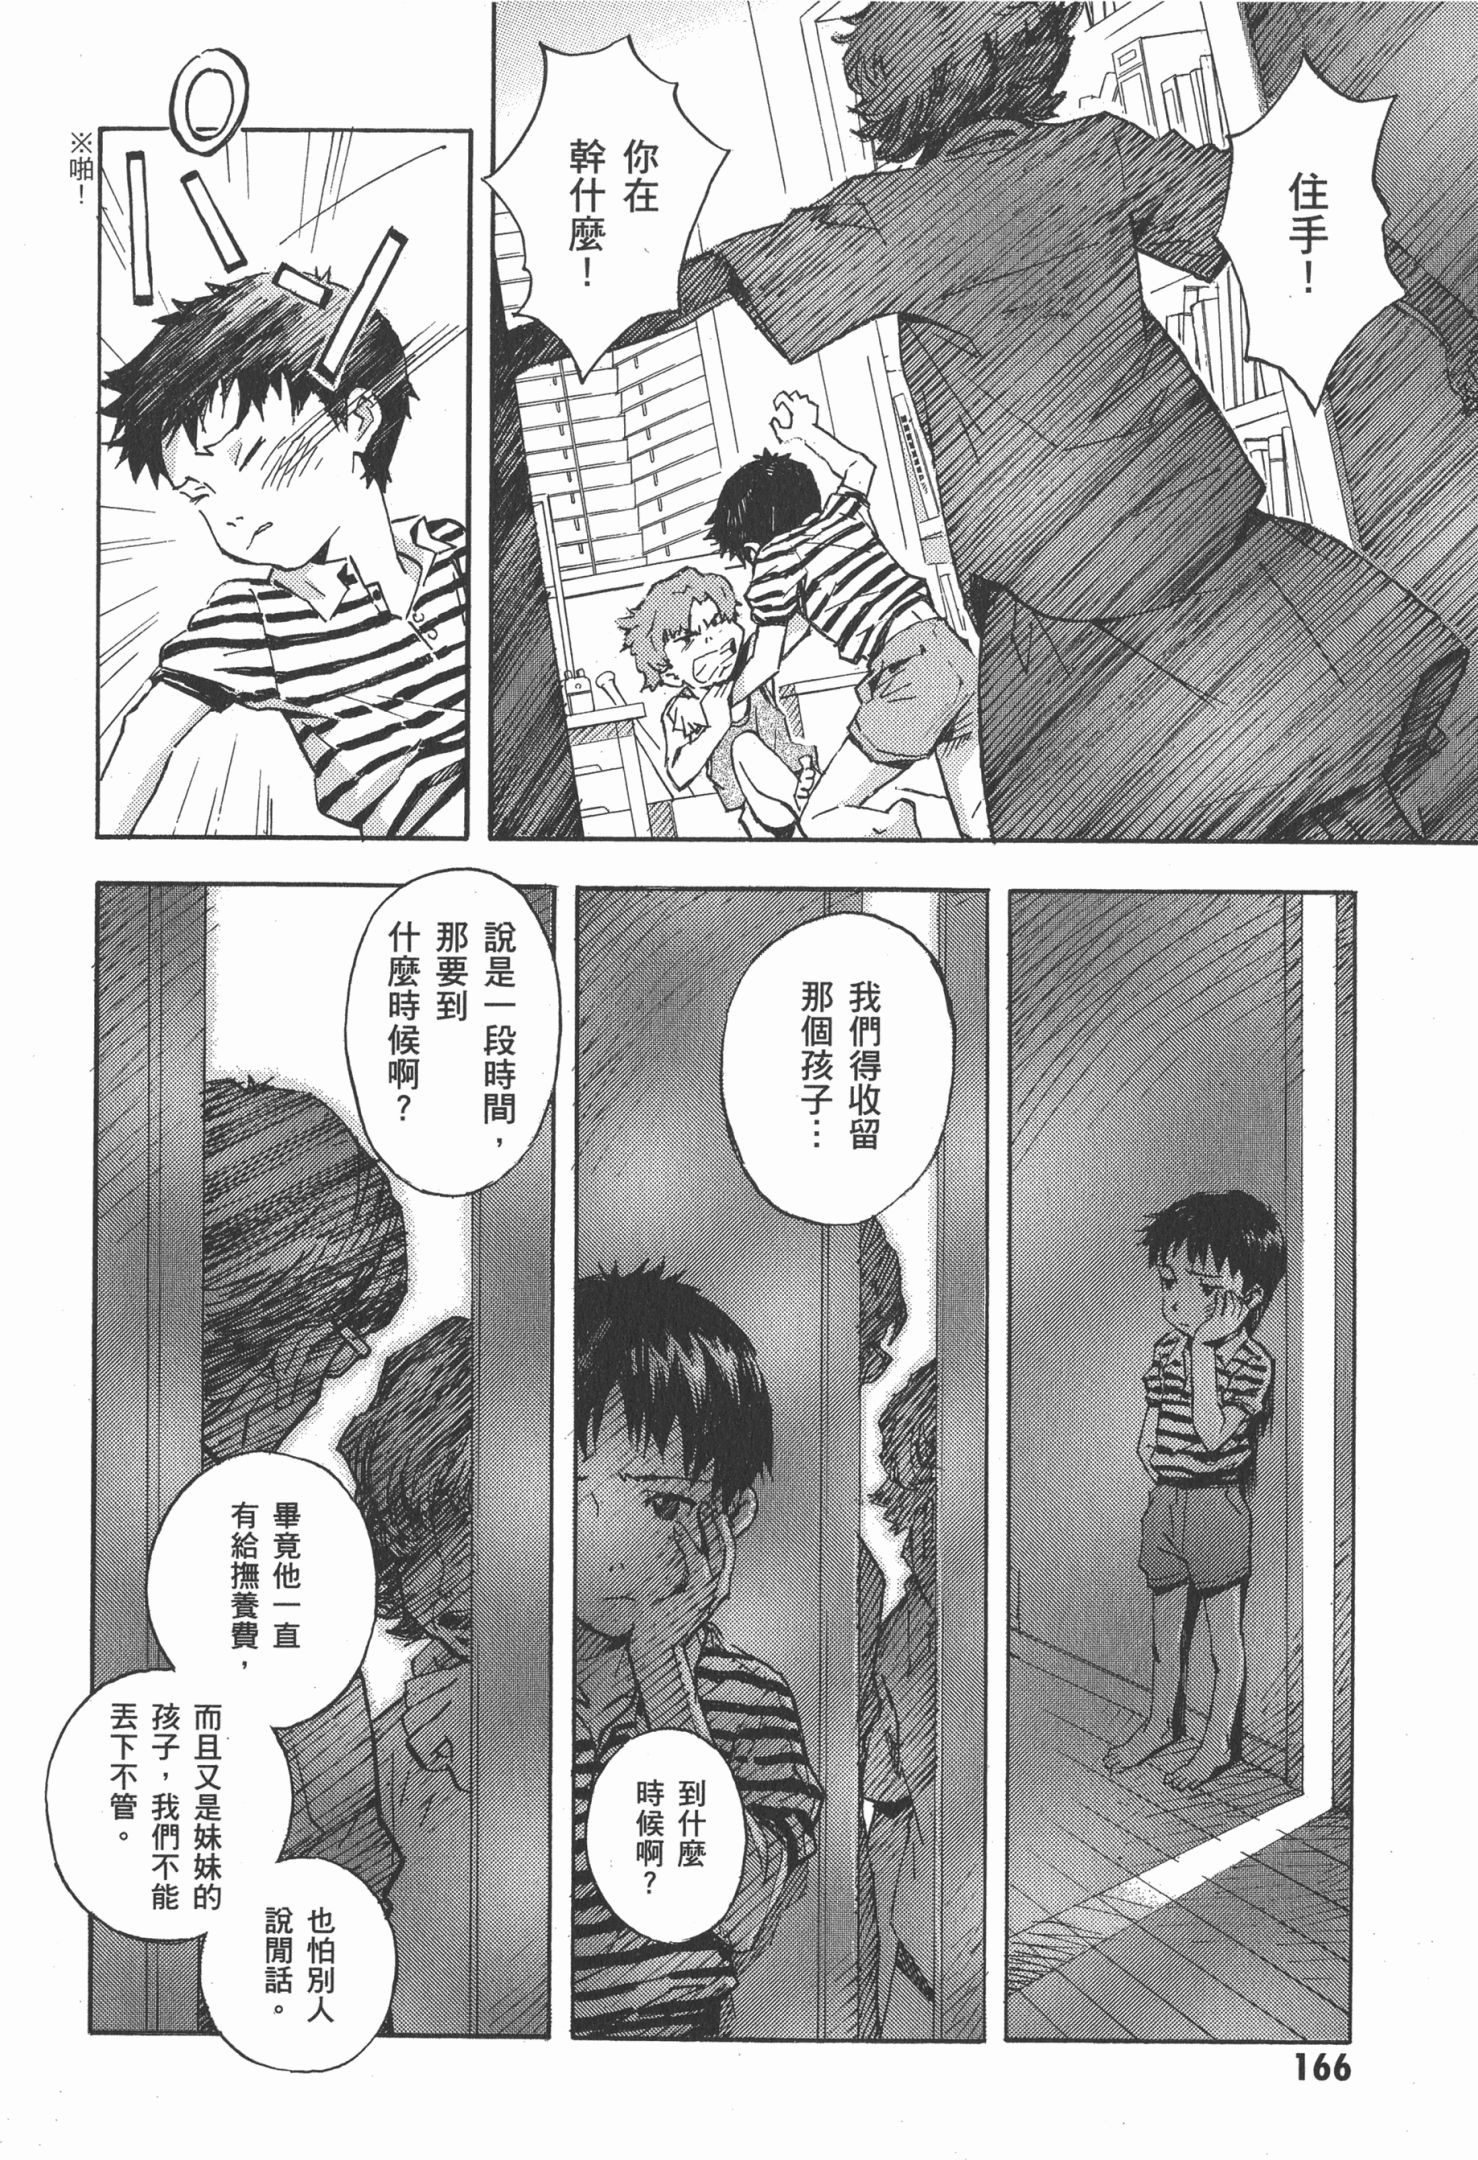 住手！
你在
幹什麼！
※啪！
我們得收留
那個孩子…
到什麼
時候啊？
說是一段時間，
那要到
什麼時候啊？
畢竟他一直
有給撫養費，
而且又是妹妹的
孩子，我們不能
丟下不管。
也怕別人
說閒話。
166